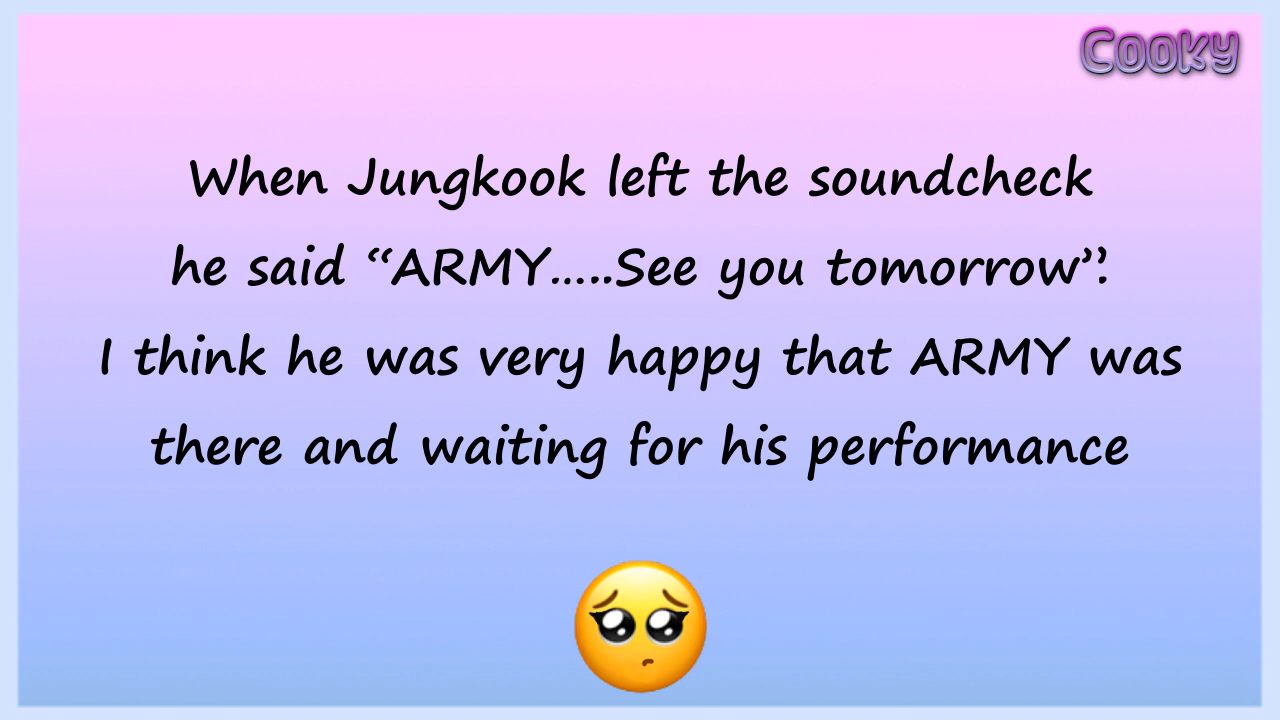 Cooky
When Jungkook left the soundcheck
he said “ARMY.....See you tomorrow”.
I think he was very happy that ARMY was
there and waiting for his performance